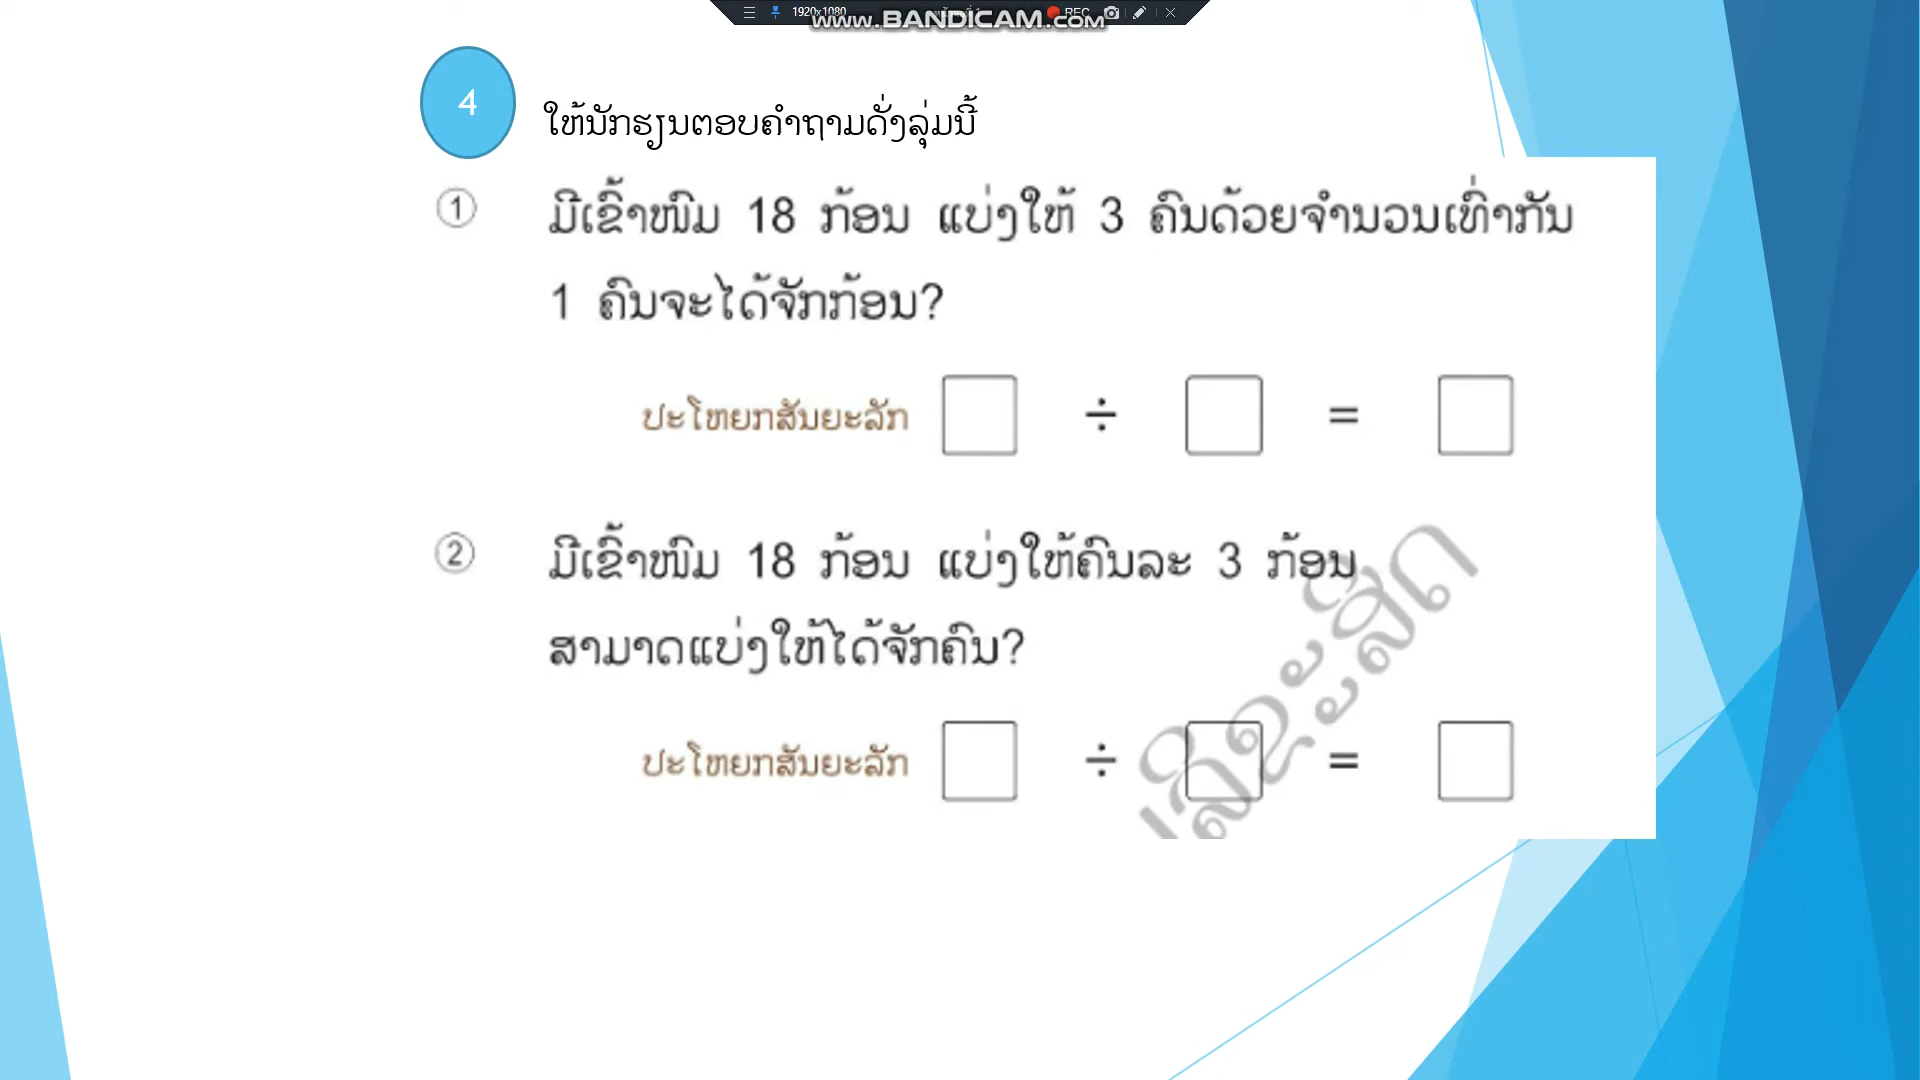 1920x1080
REC
www.BANDICAM.com
4
ໃຫ້ນັກຮຽນຕອບຄຳຖາມດັ່ງລຸ່ມນີ້
① ມີເຂົ້າໜົມ 18 ກ້ອນ ແບ່ງໃຫ້ 3 ຄົນດ້ວຍຈຳນວນເທົ່າກັນ
1 ຄົນຈະໄດ້ຈັກກ້ອນ?
ປະໂຫຍກສັນຍະລັກ □ ÷ □ = □
② ມີເຂົ້າໜົມ 18 ກ້ອນ ແບ່ງໃຫ້ຄົນລະ 3 ກ້ອນ
ສາມາດແບ່ງໃຫ້ໄດ້ຈັກຄົນ?
ປະໂຫຍກສັນຍະລັກ □ ÷ □ = □